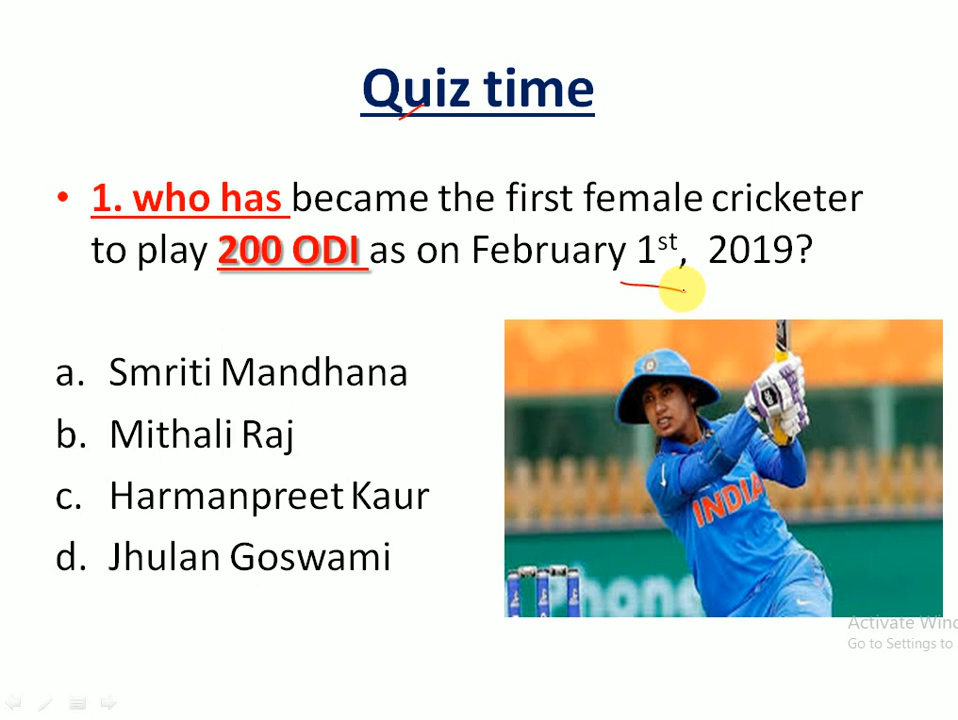 Quiz time
• 1. who has became the first female cricketer
to play 200 ODI as on February 1st, 2019?
a. Smriti Mandhana
b. Mithali Raj
c. Harmanpreet Kaur
d. Jhulan Goswami
INDIA
Phone
Activate Wind
Go to Settings to